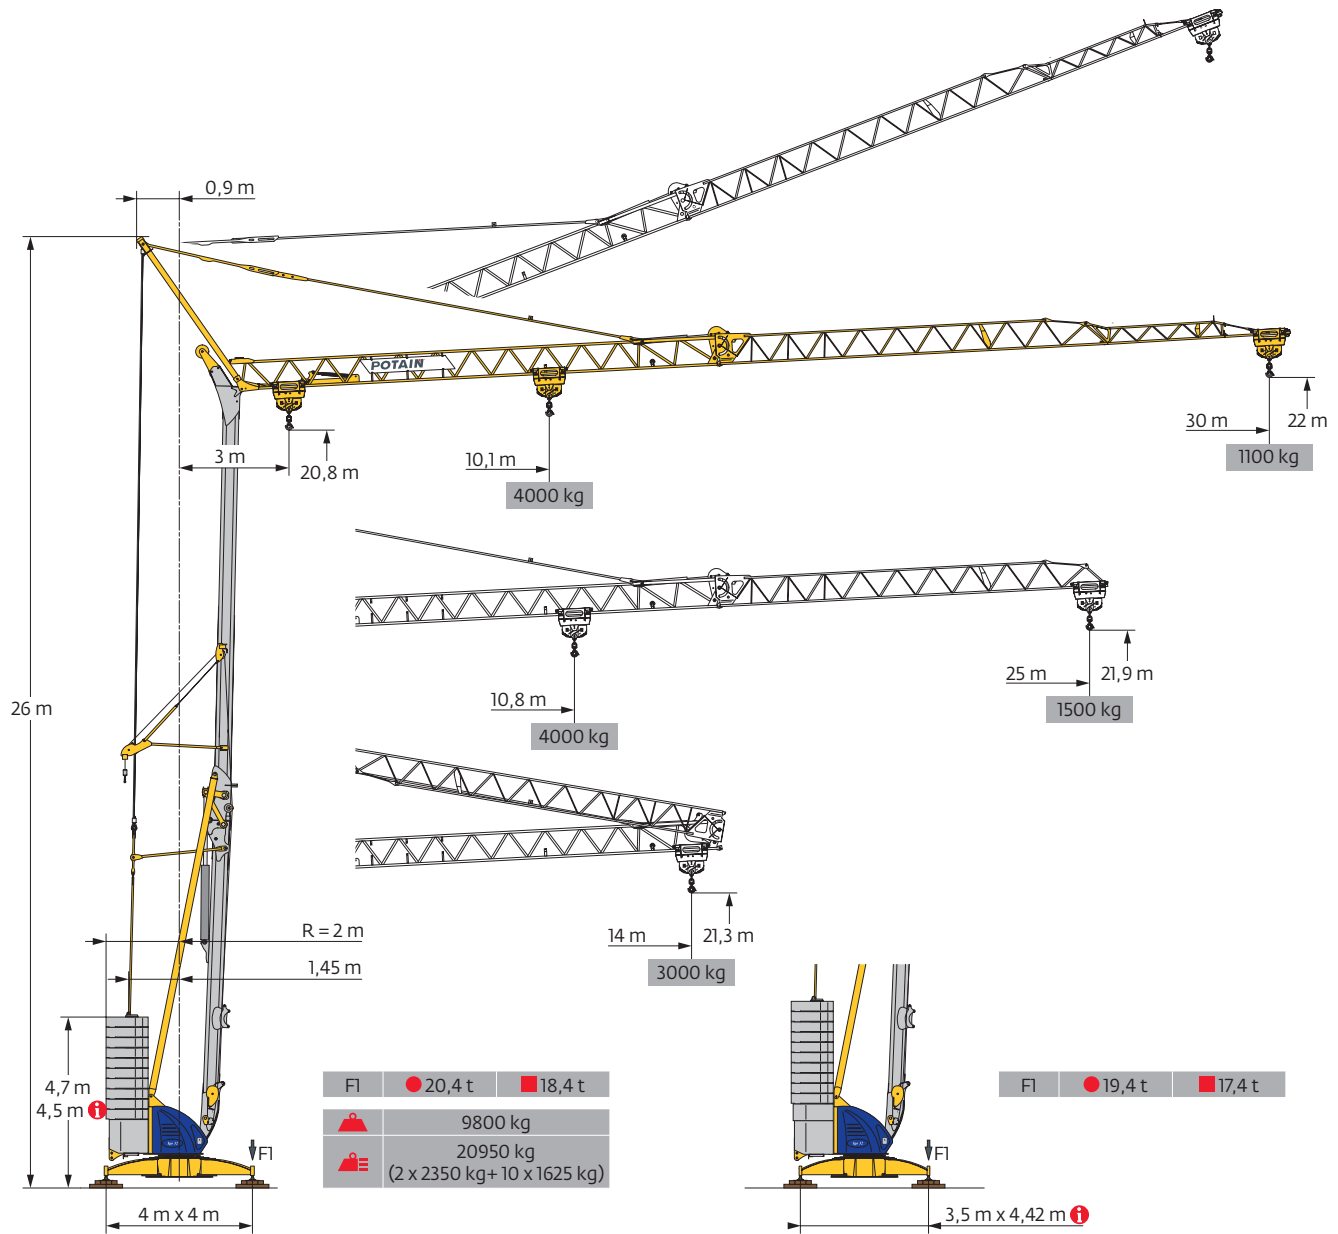 0,9 m
POTAIN
3 m
20,8 m
10,1 m
4000 kg
30 m
22 m
1100 kg
26 m
10,8 m
4000 kg
25 m
21,9 m
1500 kg
R = 2 m
1,45 m
14 m
21,3 m
3000 kg
4,7 m
4,5 m i
F1 20,4 t 18,4 t
9800 kg
20950 kg
(2 x 2350 kg+ 10 x 1625 kg)
F1
4 m x 4 m
F1 19,4 t 17,4 t
F1
3,5 m x 4,42 m i